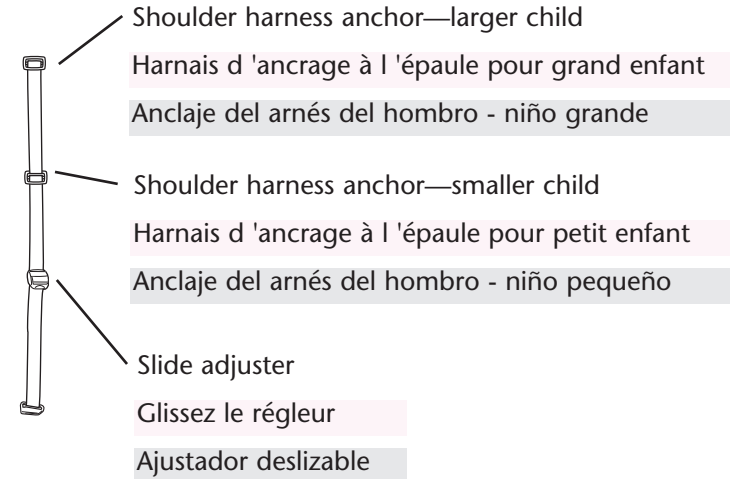 Shoulder harness anchor—larger child
Harnais d 'ancrage à l 'épaule pour grand enfant
Anclaje del arnés del hombro - niño grande
Shoulder harness anchor—smaller child
Harnais d 'ancrage à l 'épaule pour petit enfant
Anclaje del arnés del hombro - niño pequeño
Slide adjuster
Glissez le régleur
Ajustador deslizable